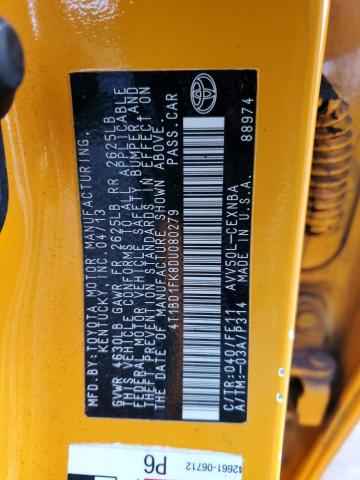 MFD. BY: TOYOTA MOTOR MANUFACTURING,
KENTUCKY, INC. 04/13
GVWR 4630LB GAWR FR 2625LB RR 2625LB
THIS VEHICLE CONFORMS TO ALL APPLICABLE
FEDERAL MOTOR VEHICLE SAFETY, BUMPER, AND
THEFT PREVENTION STANDARDS IN EFFECT ON
THE DATE OF MANUFACTURE SHOWN ABOVE.
4T1BD1FK8DU080279 PASS.CAR
C/TR:040/FE11 AVV50L-CEXNBA
A/TM:-03A/P314 MADE IN U.S.A. 88974
42661-06712
P6